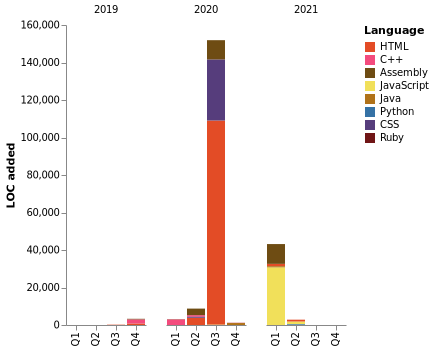 2019 2020 2021
160,000
140,000
120,000
100,000
80,000
60,000
40,000
20,000
0
LOC added
Q1 Q2 Q3 Q4 Q1 Q2 Q3 Q4 Q1 Q2 Q3 Q4
Language
HTML
C++
Assembly
JavaScript
Java
Python
CSS
Ruby